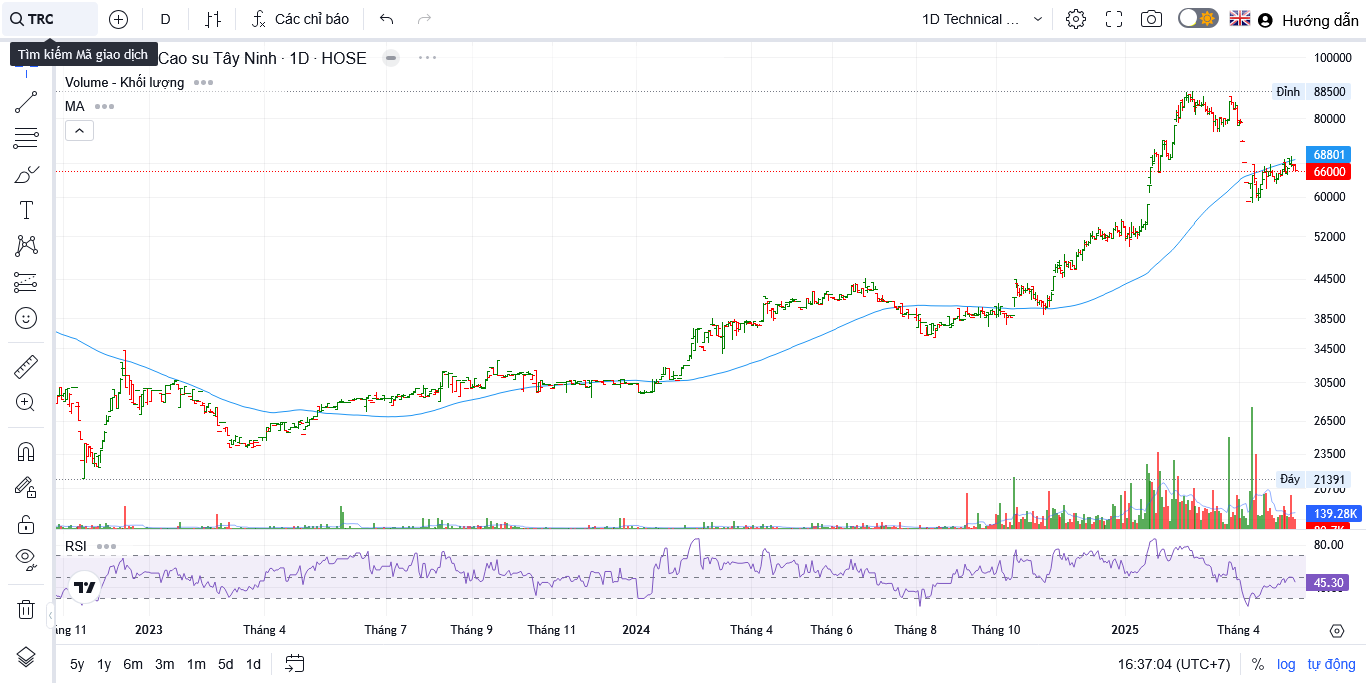 TRC
D
Các chỉ báo
1D Technical ...
Hướng dẫn
Tìm kiếm Mã giao dịch
Cao su Tây Ninh · 1D · HOSE
Volume - Khối lượng
MA
100000
Đỉnh 88500
80000
68801
66000
60000
52000
44500
38500
34500
30500
26500
23500
Đáy 21391
20700
139.28K
RSI
80.00
45.30
ng 11
2023
Tháng 4
Tháng 7
Tháng 9
Tháng 11
2024
Tháng 4
Tháng 6
Tháng 8
Tháng 10
2025
Tháng 4
5y 1y 6m 3m 1m 5d 1d
16:37:04 (UTC+7)
% log tự động